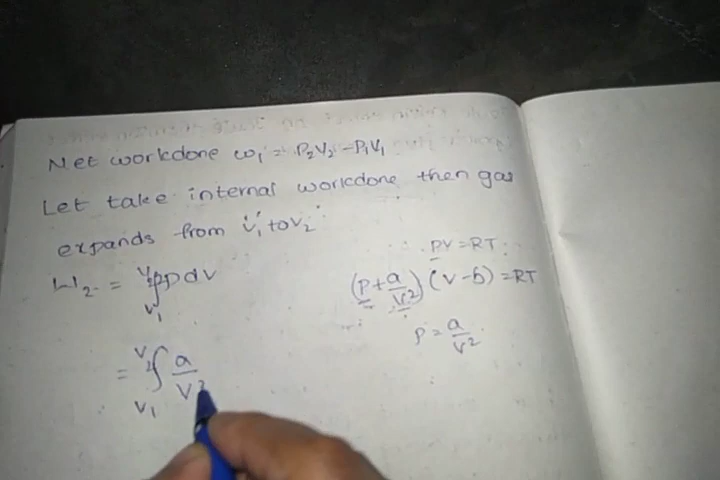 Net workdone w₁ = P₂V₂ - P₁V₁
Let take internal workdone then gas
expands from V₁ to V₂
W₂ = ∫ᵥ₁ⱽ² P dV
PV = RT
(P + a/V²) (V - b) = RT
P = a/V²
= ∫ᵥ₁ⱽ² a/V²